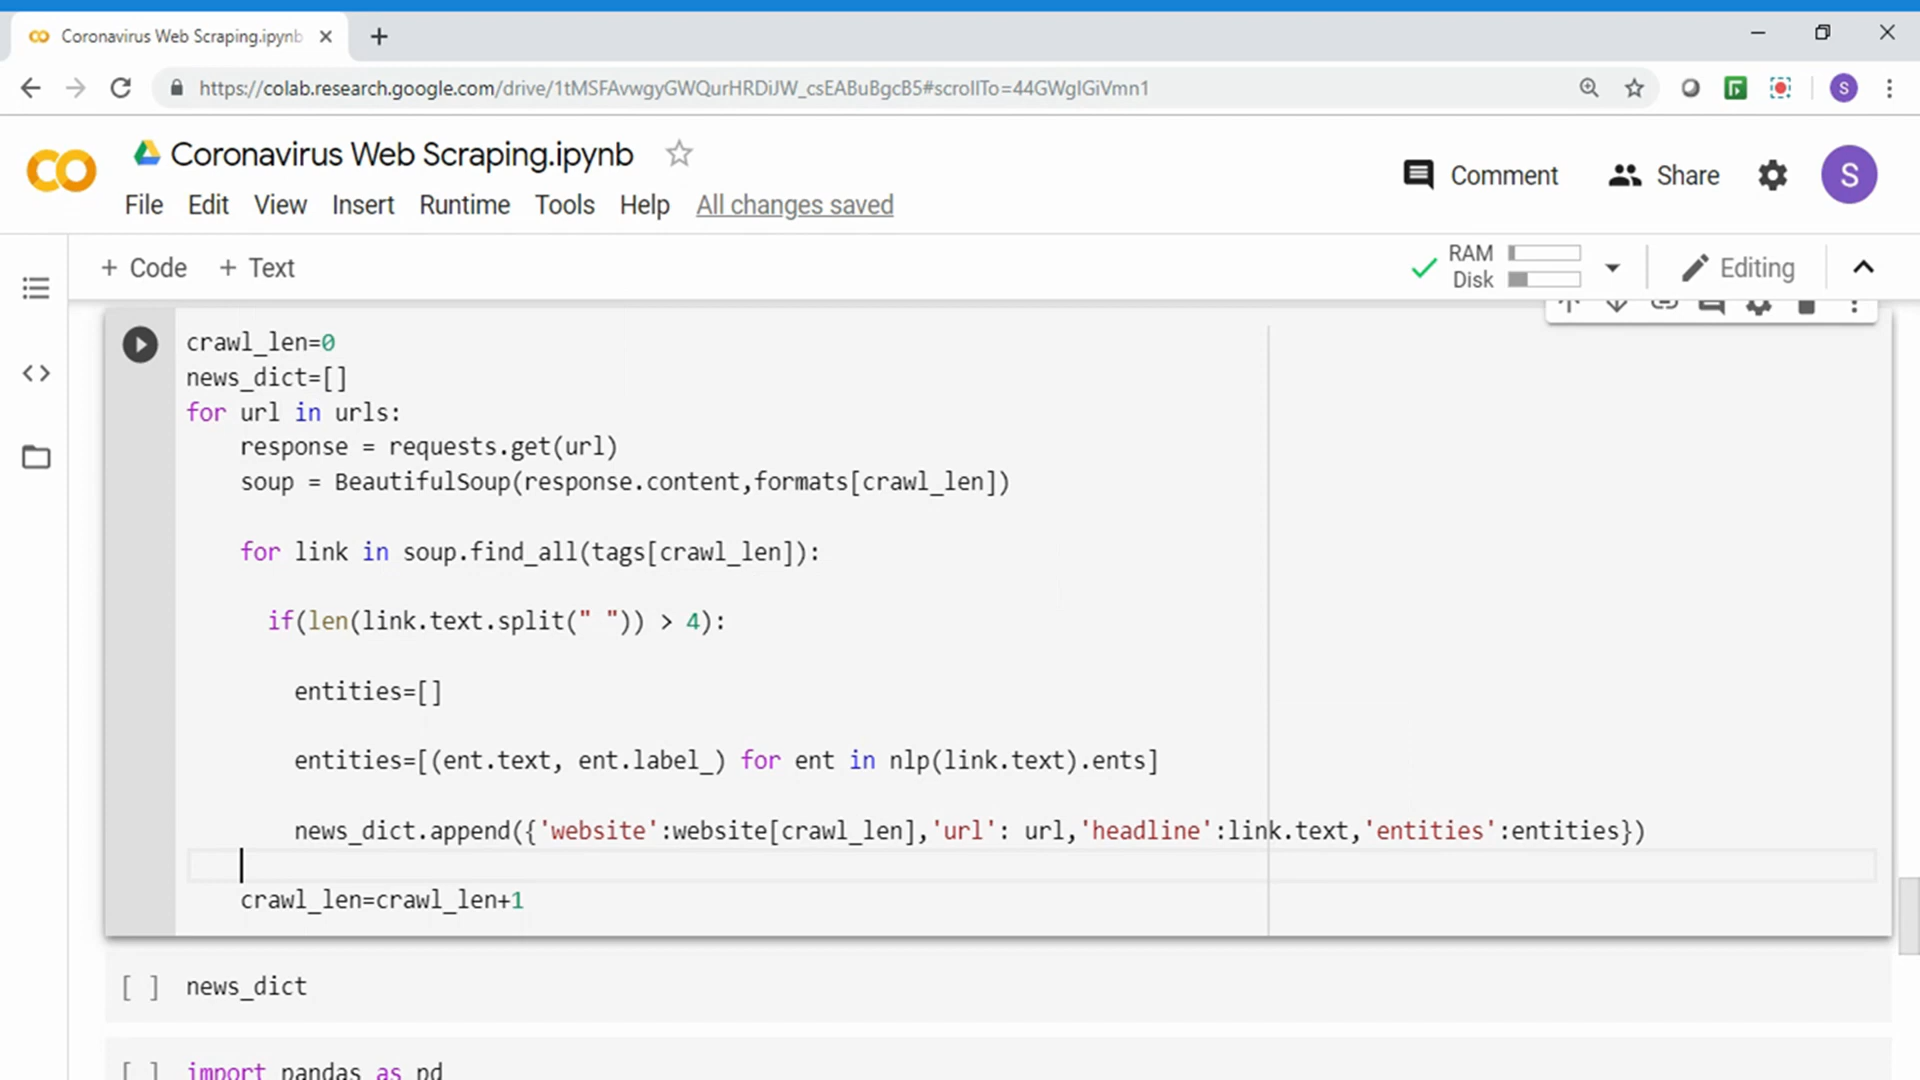 Coronavirus Web Scraping.ipynb
https://colab.research.google.com/drive/1tMSFAvwgyGWQurHRDiJW_csEABuBgcB5#scrollTo=44GWgIGiVmn1
S
Coronavirus Web Scraping.ipynb
Comment
Share
S
File Edit View Insert Runtime Tools Help All changes saved
+ Code + Text
RAM
Disk
Editing
crawl_len=0
news_dict=[]
for url in urls:
response = requests.get(url)
soup = BeautifulSoup(response.content,formats[crawl_len])
for link in soup.find_all(tags[crawl_len]):
if(len(link.text.split(" ")) > 4):
entities=[]
entities=[(ent.text, ent.label_) for ent in nlp(link.text).ents]
news_dict.append({'website':website[crawl_len],'url': url,'headline':link.text,'entities':entities})
crawl_len=crawl_len+1
[ ] news_dict
[ ] import pandas as pd